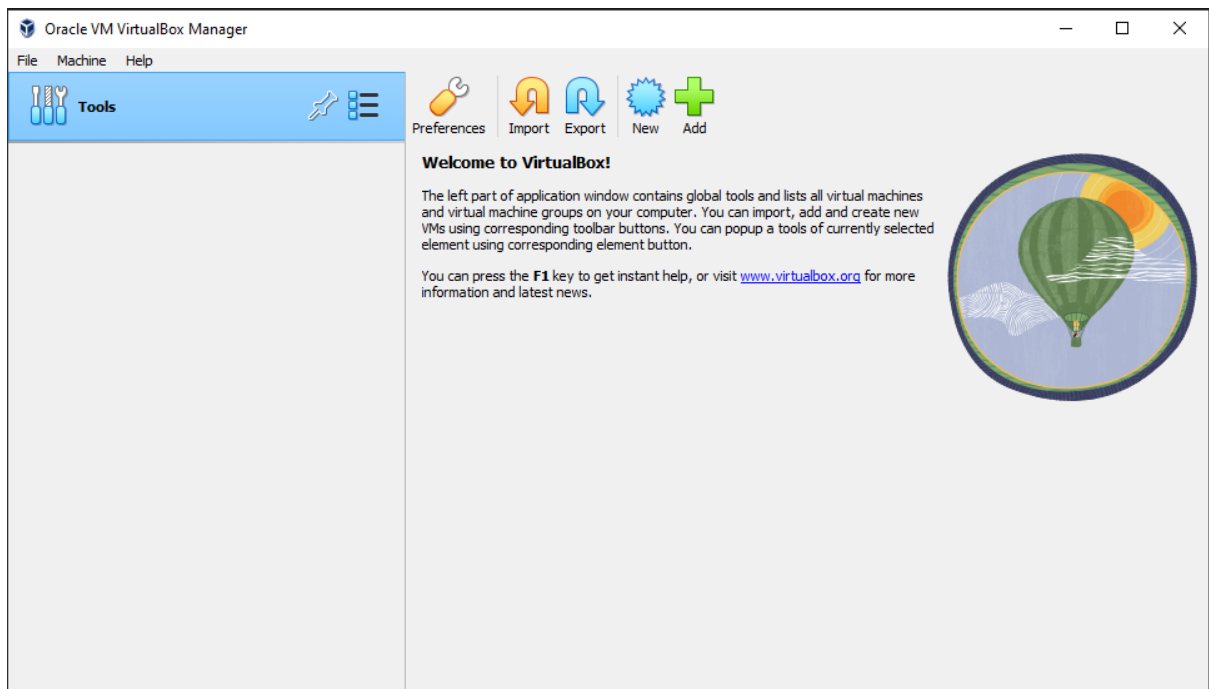 Oracle VM VirtualBox Manager
File Machine Help
Tools
Preferences Import Export New Add
Welcome to VirtualBox!
The left part of application window contains global tools and lists all virtual machines
and virtual machine groups on your computer. You can import, add and create new
VMs using corresponding toolbar buttons. You can popup a tools of currently selected
element using corresponding element button.
You can press the F1 key to get instant help, or visit www.virtualbox.org for more
information and latest news.